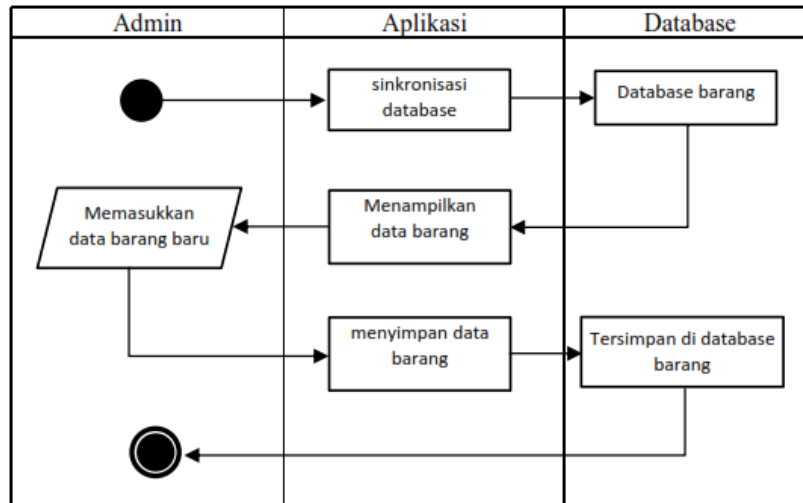 Admin
Aplikasi
Database
sinkronisasi
database
Database barang
Memasukkan
data barang baru
Menampilkan
data barang
menyimpan data
barang
Tersimpan di database
barang